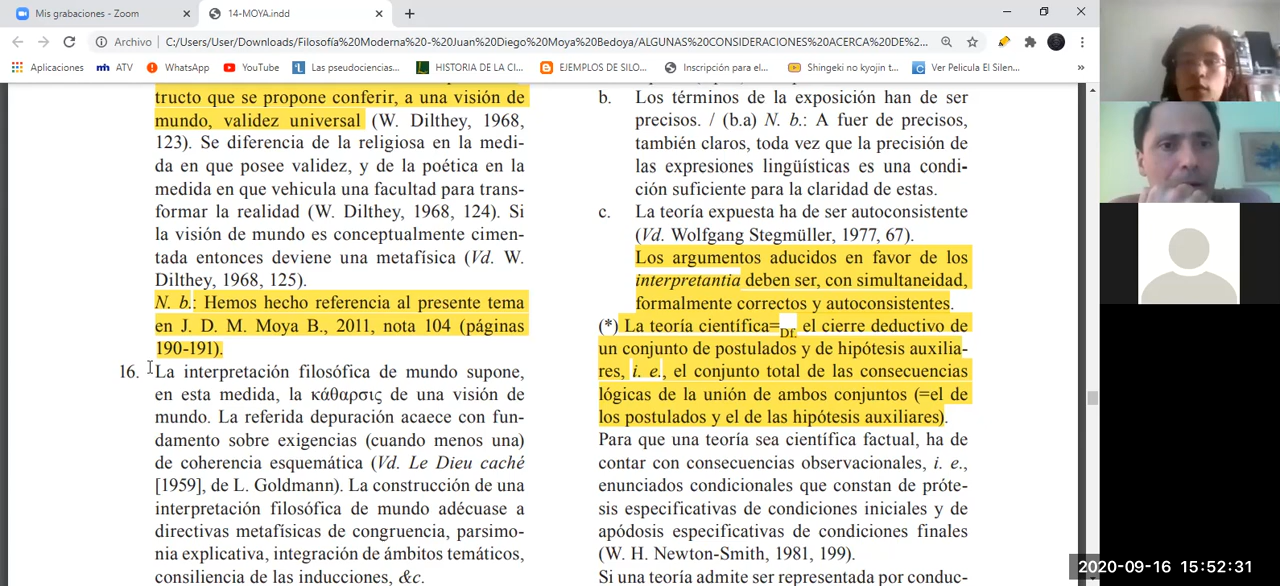 Mis grabaciones - Zoom
14-MOYA.indd
Archivo | C:/Users/User/Downloads/Filosofía%20Moderna%20-%20Juan%20Diego%20Moya%20Bedoya/ALGUNAS%20CONSIDERACIONES%20ACERCA%20DE%2...
Aplicaciones
ATV
WhatsApp
YouTube
Las pseudociencias...
HISTORIA DE LA CI...
EJEMPLOS DE SILO...
Inscripción para el...
Shingeki no kyojin t...
Ver Pelicula El Silen...
»
tructo que se propone conferir, a una visión de
mundo, validez universal (W. Dilthey, 1968,
123). Se diferencia de la religiosa en la medi-
da en que posee validez, y de la poética en la
medida en que vehicula una facultad para trans-
formar la realidad (W. Dilthey, 1968, 124). Si
la visión de mundo es conceptualmente cimen-
tada entonces deviene una metafísica (Vd. W.
Dilthey, 1968, 125).
N. b.: Hemos hecho referencia al presente tema
en J. D. M. Moya B., 2011, nota 104 (páginas
190-191).
16. La interpretación filosófica de mundo supone,
en esta medida, la κάθαρσις de una visión de
mundo. La referida depuración acaece con fun-
damento sobre exigencias (cuando menos una)
de coherencia esquemática (Vd. Le Dieu caché
[1959], de L. Goldmann). La construcción de una
interpretación filosófica de mundo adécuase a
directivas metafísicas de congruencia, parsimo-
nia explicativa, integración de ámbitos temáticos,
consiliencia de las inducciones, &c.
b. Los términos de la exposición han de ser
precisos. / (b.a) N. b.: A fuer de precisos,
también claros, toda vez que la precisión de
las expresiones lingüísticas es una condi-
ción suficiente para la claridad de estas.
c. La teoría expuesta ha de ser autoconsistente
(Vd. Wolfgang Stegmüller, 1977, 67).
Los argumentos aducidos en favor de los
interpretantia deben ser, con simultaneidad,
formalmente correctos y autoconsistentes.
(*) La teoría científica=Df. el cierre deductivo de
un conjunto de postulados y de hipótesis auxilia-
res, i. e., el conjunto total de las consecuencias
lógicas de la unión de ambos conjuntos (=el de
los postulados y el de las hipótesis auxiliares).
Para que una teoría sea científica factual, ha de
contar con consecuencias observacionales, i. e.,
enunciados condicionales que constan de próte-
sis especificativas de condiciones iniciales y de
apódosis especificativas de condiciones finales
(W. H. Newton-Smith, 1981, 199).
Si una teoría admite ser representada por conduc-
2020-09-16 15:52:31